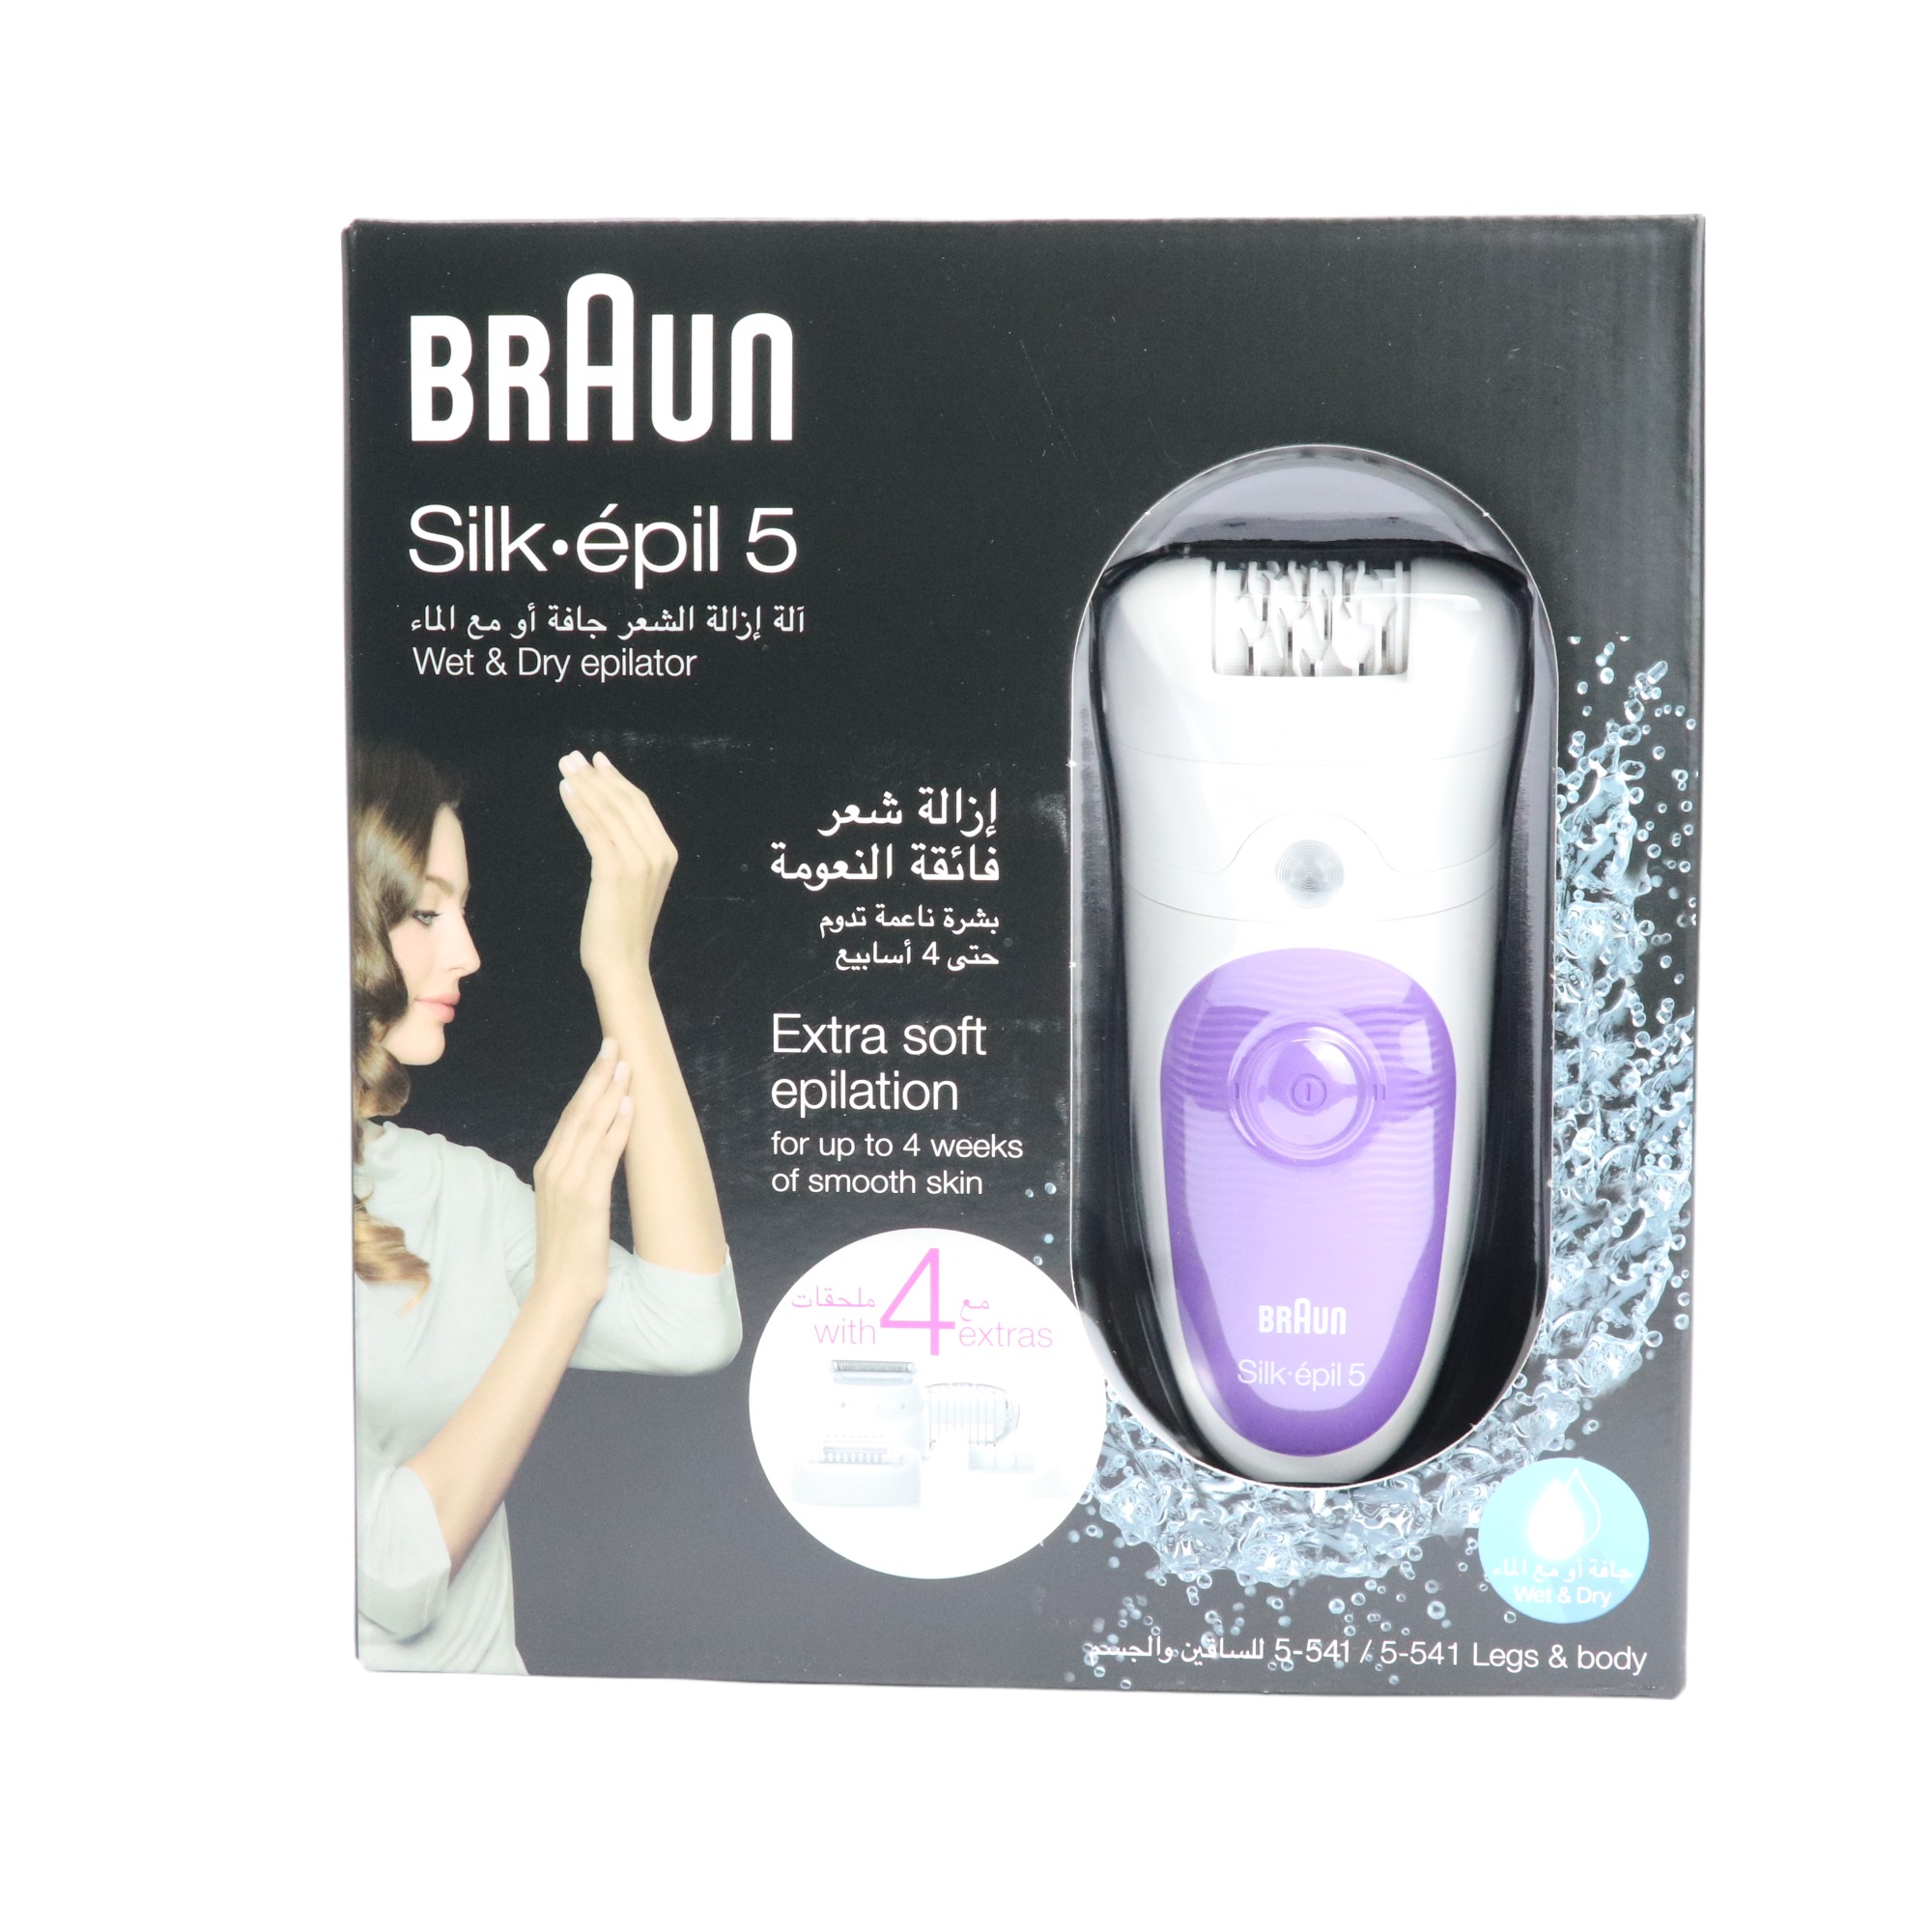 BRAUN
Silk·épil 5
آلة إزالة الشعر جافة أو مع الماء
Wet & Dry epilator
إزالة شعر
فائقة النعومة
بشرة ناعمة تدوم
حتى 4 أسابيع
Extra soft
epilation
for up to 4 weeks
of smooth skin
مع 4 ملحقات
with 4 extras
BRAUN
Silk·épil 5
جافة أو مع الماء
Wet & Dry
5-541 للساقين والجسم / 5-541 Legs & body